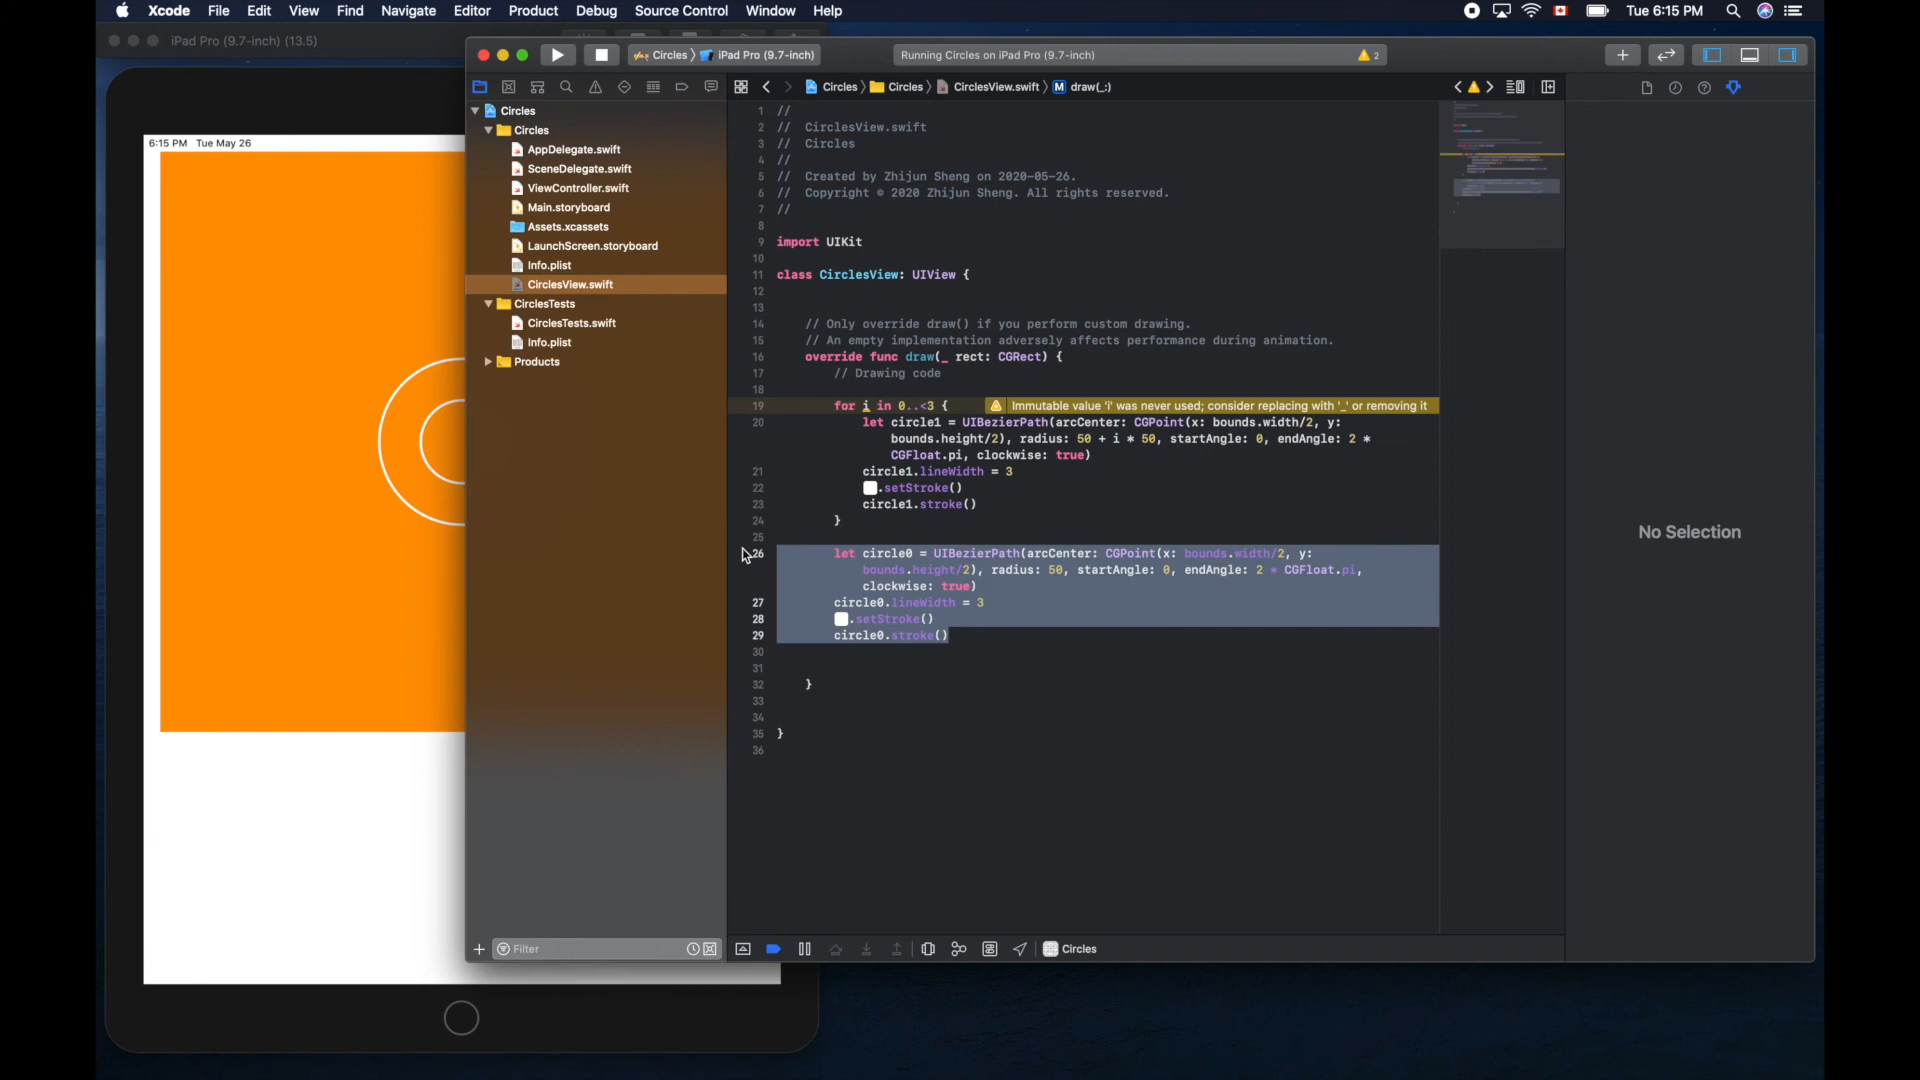 Xcode File Edit View Find Navigate Editor Product Debug Source Control Window Help
Tue 6:15 PM
iPad Pro (9.7-inch) (13.5)
Circles 〉 iPad Pro (9.7-inch)
Running Circles on iPad Pro (9.7-inch)
2
Circles 〉 Circles 〉 CirclesView.swift 〉 M draw(_:)
6:15 PM Tue May 26
Circles
Circles
AppDelegate.swift
SceneDelegate.swift
ViewController.swift
Main.storyboard
Assets.xcassets
LaunchScreen.storyboard
Info.plist
CirclesView.swift
CirclesTests
CirclesTests.swift
Info.plist
Products
1 //
2 // CirclesView.swift
3 // Circles
4 //
5 // Created by Zhijun Sheng on 2020-05-26.
6 // Copyright © 2020 Zhijun Sheng. All rights reserved.
7 //
8
9 import UIKit
10
11 class CirclesView: UIView {
12
13
14 // Only override draw() if you perform custom drawing.
15 // An empty implementation adversely affects performance during animation.
16 override func draw(_ rect: CGRect) {
17 // Drawing code
18
19 for i in 0..<3 { Immutable value 'i' was never used; consider replacing with '_' or removing it
20 let circle1 = UIBezierPath(arcCenter: CGPoint(x: bounds.width/2, y:
bounds.height/2), radius: 50 + i * 50, startAngle: 0, endAngle: 2 *
CGFloat.pi, clockwise: true)
21 circle1.lineWidth = 3
22 .setStroke()
23 circle1.stroke()
24 }
25
26 let circle0 = UIBezierPath(arcCenter: CGPoint(x: bounds.width/2, y:
bounds.height/2), radius: 50, startAngle: 0, endAngle: 2 * CGFloat.pi,
clockwise: true)
27 circle0.lineWidth = 3
28 .setStroke()
29 circle0.stroke()
30
31
32 }
33
34
35 }
36
No Selection
Filter
Circles